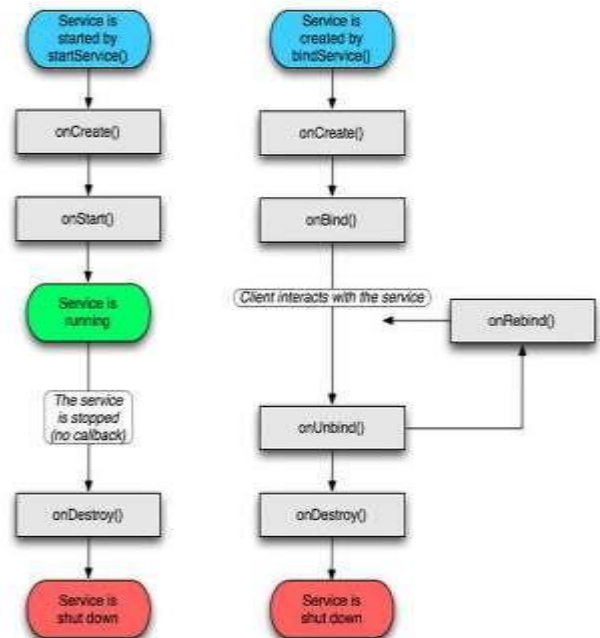 Service is
started by
startService()
onCreate()
onStart()
Service is
running
The service
is stopped
(no callback)
onDestroy()
Service is
shut down
Service is
created by
bindService()
onCreate()
onBind()
Client interacts with the service
onRebind()
onUnbind()
onDestroy()
Service is
shut down